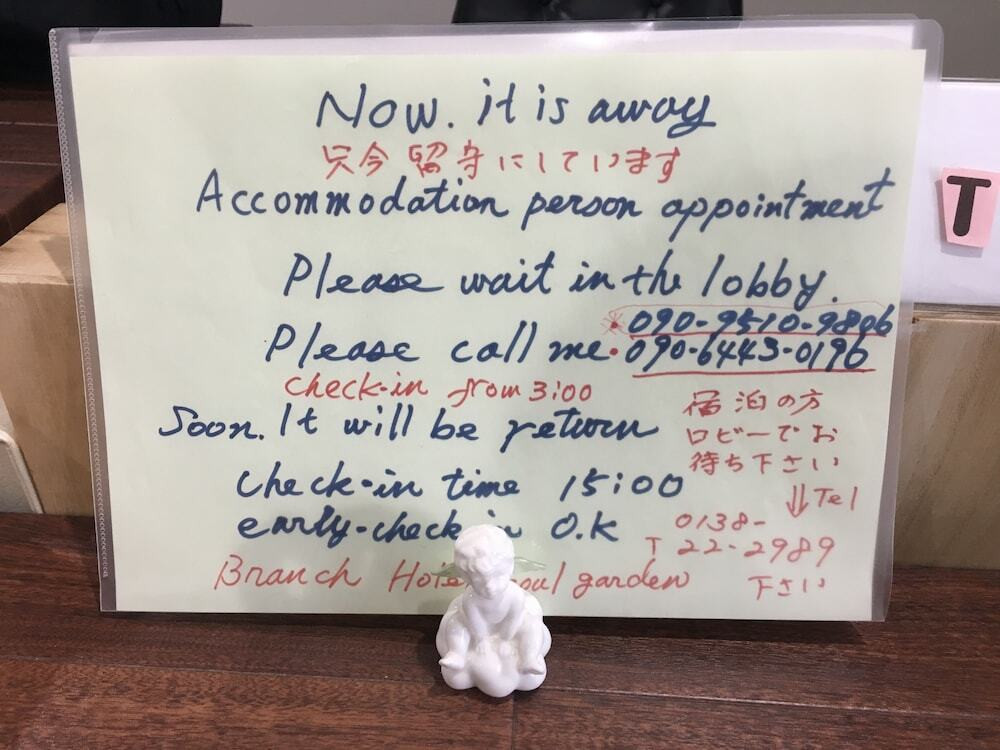 Now. it is away
只今留守にしています
Accommodation person appointment
Please wait in the lobby.
※ 090-9510-9806
Please call me • 090-6443-0196
check-in from 3:00
Soon. It will be return
宿泊の方
ロビーでお
待ち下さい
check-in time 15:00
⇓ Tel
early-check in O.K
0138-
T 22-2989
下さい
Branch Hote oul garden
T